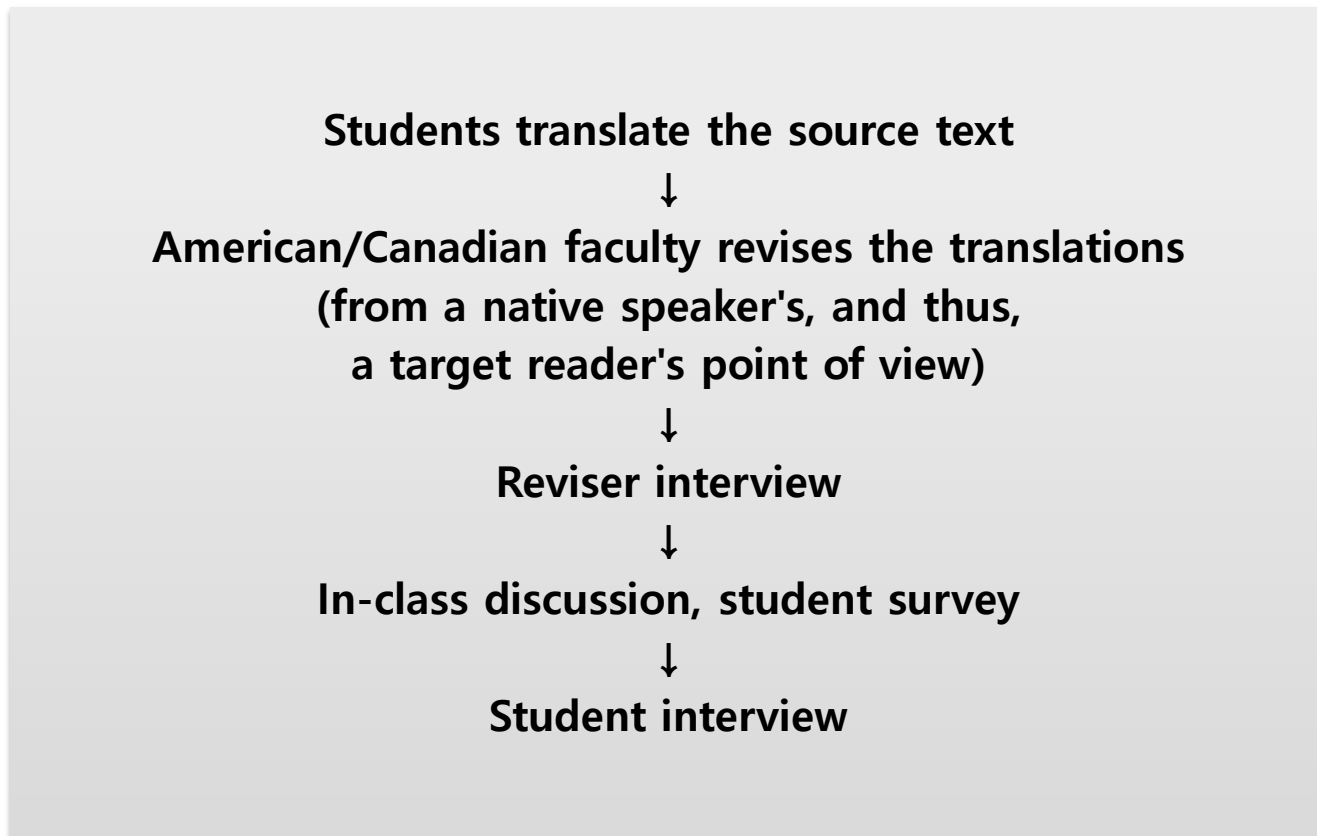 Students translate the source text
↓
American/Canadian faculty revises the translations
(from a native speaker's, and thus,
a target reader's point of view)
↓
Reviser interview
↓
In-class discussion, student survey
↓
Student interview